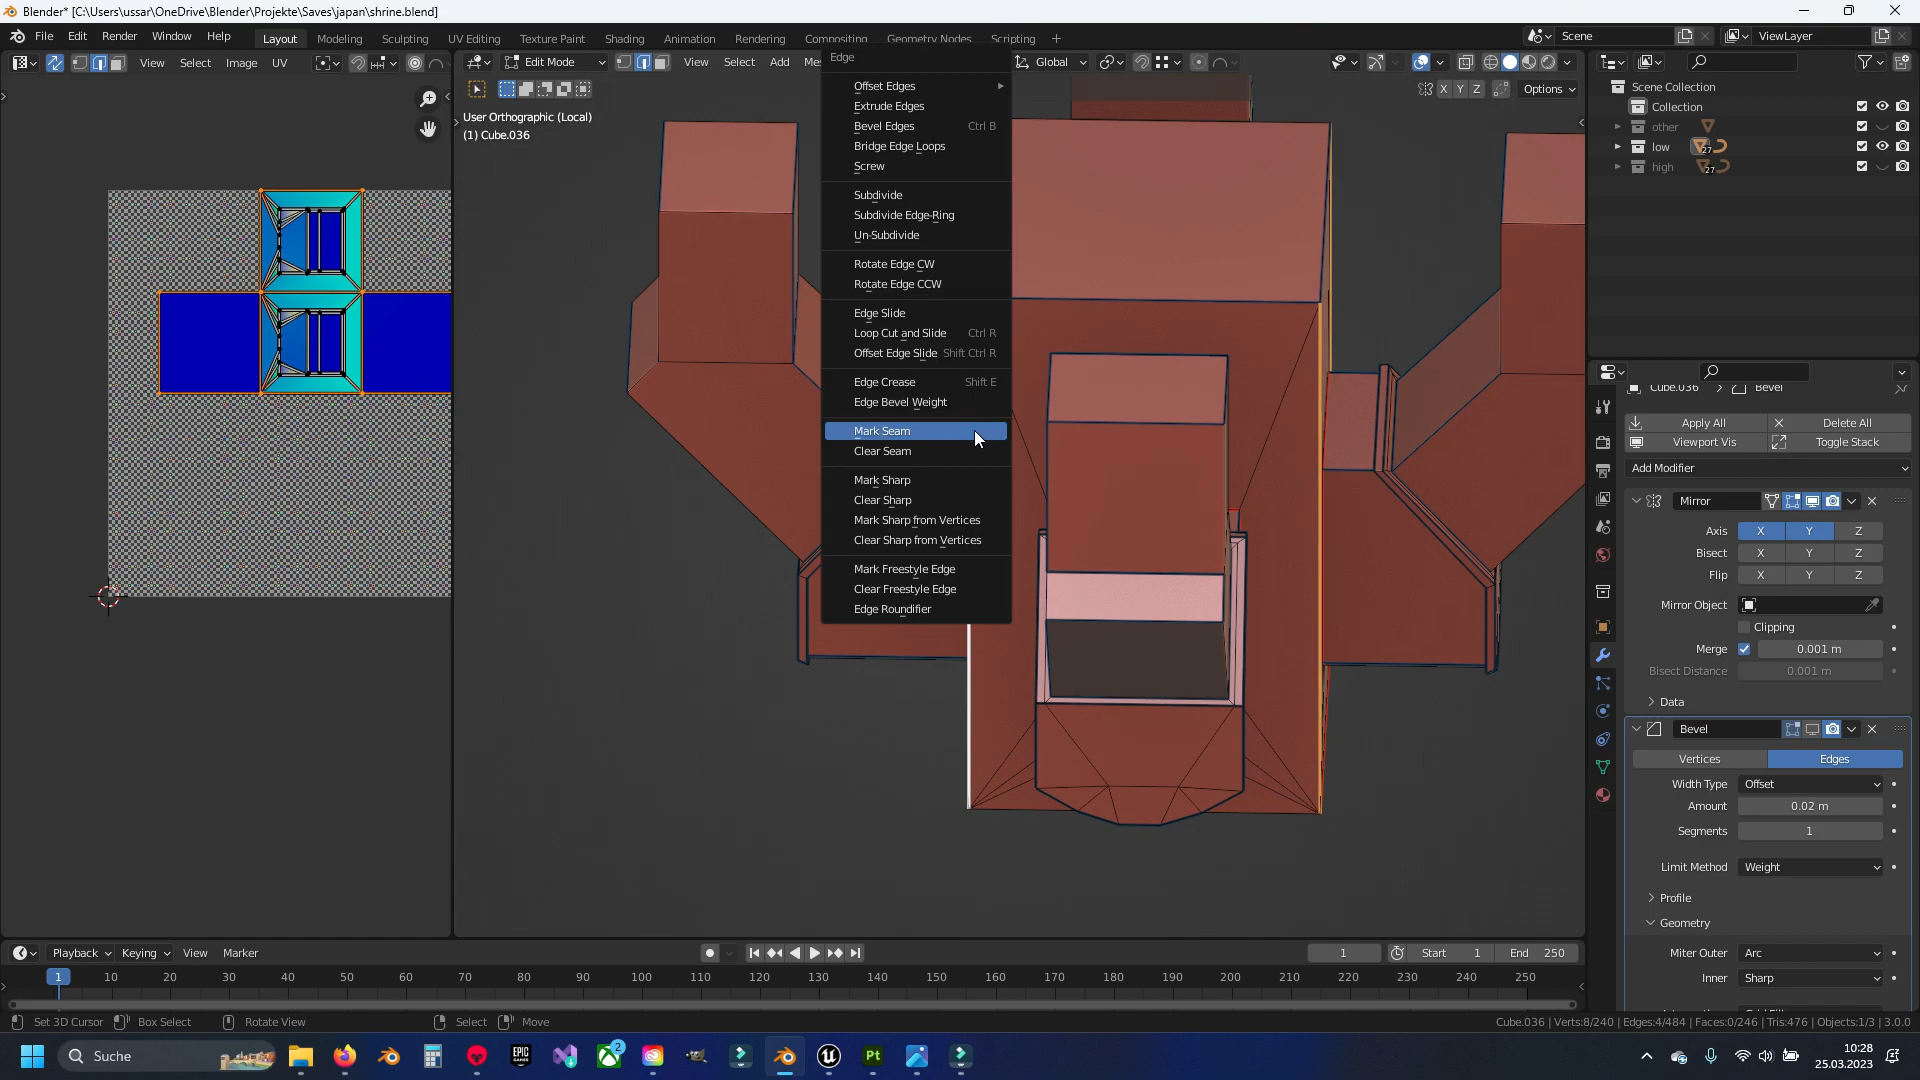 Blender* [C:\Users\ussar\OneDrive\Blender\Projekte\Saves\japan\shrine.blend]
File Edit Render Window Help Layout Modeling Sculpting UV Editing Texture Paint Shading Animation Rendering Compositing Geometry Nodes Scripting + Scene ViewLayer
View Select Image UV Edit Mode View Select Add Edge Global
X Y Z Options
User Orthographic (Local)
(1) Cube.036
Offset Edges
Extrude Edges
Bevel Edges Ctrl B
Bridge Edge Loops
Screw
Subdivide
Subdivide Edge-Ring
Un-Subdivide
Rotate Edge CW
Rotate Edge CCW
Edge Slide
Loop Cut and Slide Ctrl R
Offset Edge Slide Shift Ctrl R
Edge Crease Shift E
Edge Bevel Weight
Mark Seam
Clear Seam
Mark Sharp
Clear Sharp
Mark Sharp from Vertices
Clear Sharp from Vertices
Mark Freestyle Edge
Clear Freestyle Edge
Edge Roundifier
Scene Collection
Collection
other
low 27
high 27
Cube.036 Bevel
Apply All Delete All
Viewport Vis Toggle Stack
Add Modifier
Mirror
Axis X Y Z
Bisect X Y Z
Flip X Y Z
Mirror Object
Clipping
Merge 0.001 m
Bisect Distance 0.001 m
Data
Bevel
Vertices Edges
Width Type Offset
Amount 0.02 m
Segments 1
Limit Method Weight
Profile
Geometry
Miter Outer Arc
Inner Sharp
Playback Keying View Marker 1 Start 1 End 250
1 10 20 30 40 50 60 70 80 90 100 110 120 130 140 150 160 170 180 190 200 210 220 230 240 250
Set 3D Cursor Box Select Rotate View Select Move Cube.036 | Verts:8/240 | Edges:4/484 | Faces:0/246 | Tris:476 | Objects:1/3 | 3.0.0
Suche EPIC GAMES 2 Pt 10:28
25.03.2023